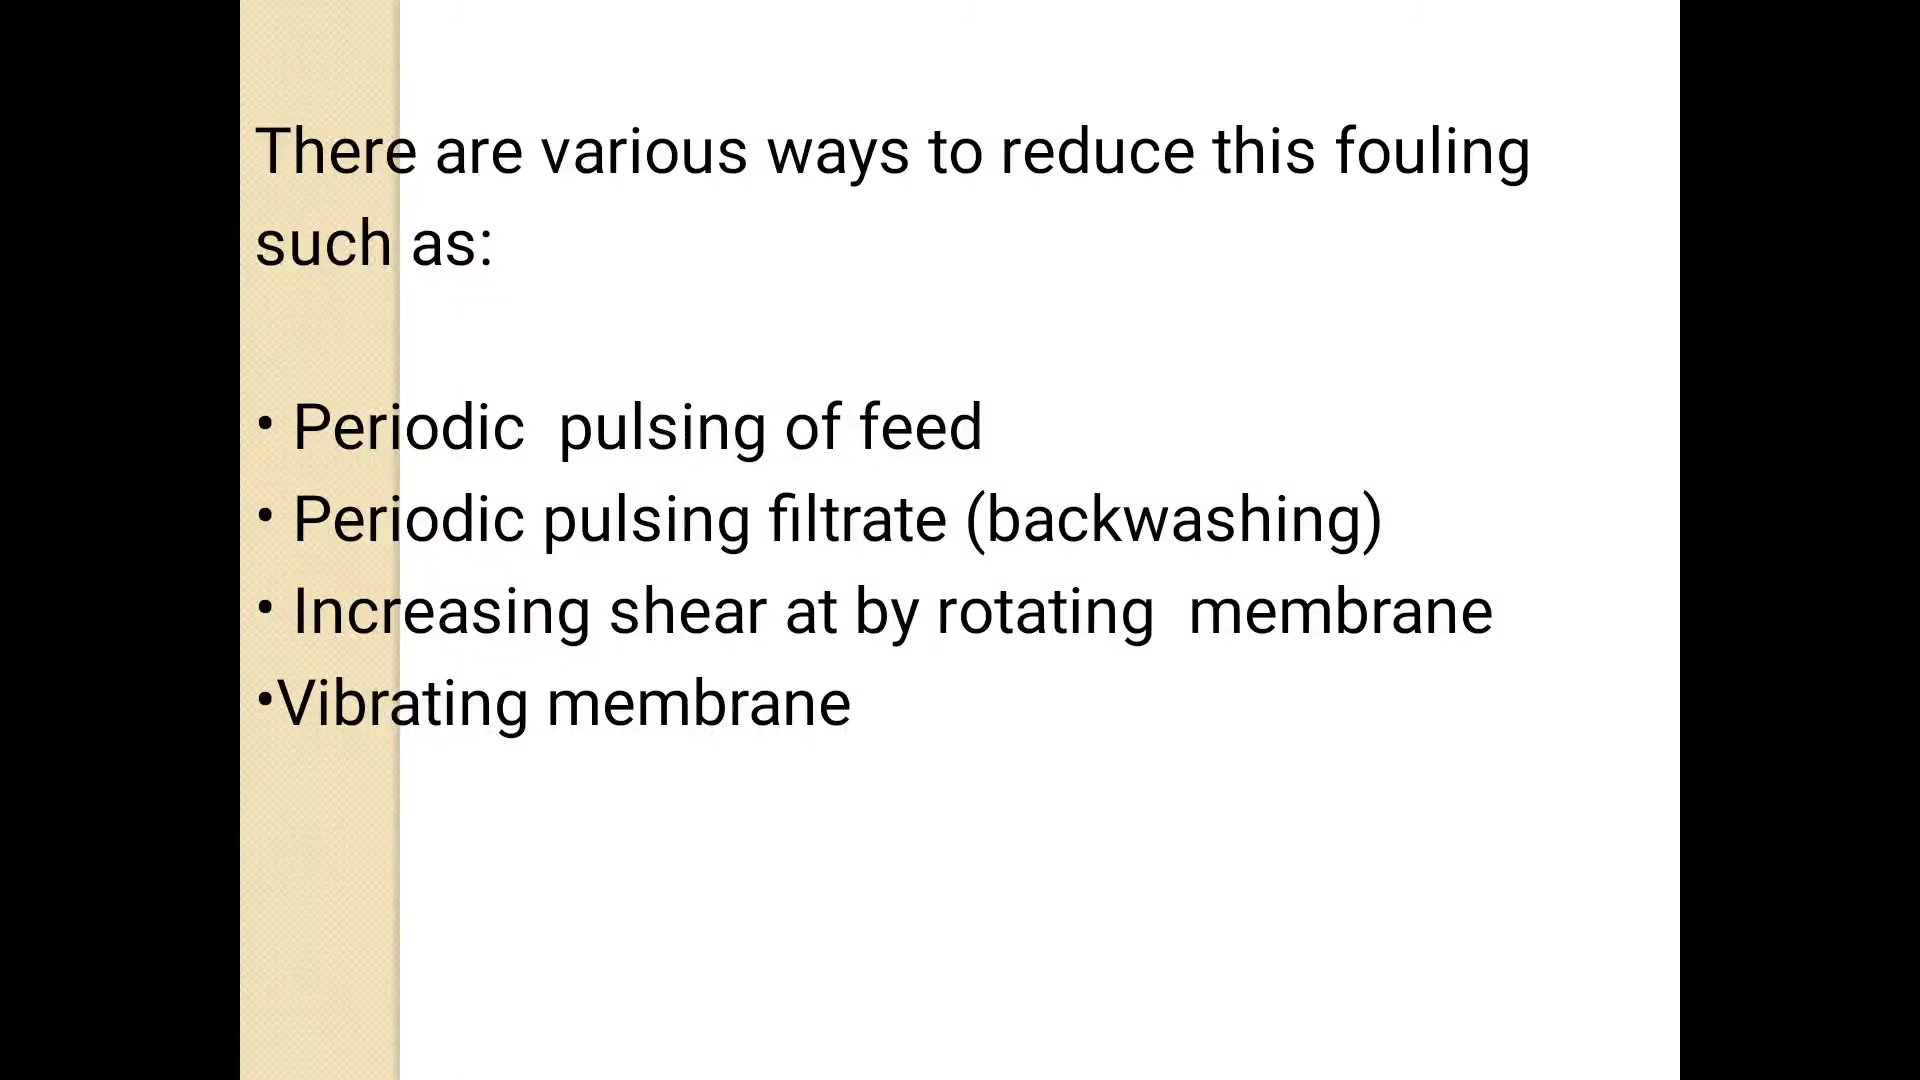 There are various ways to reduce this fouling
such as:
• Periodic  pulsing of feed
• Periodic pulsing filtrate (backwashing)
• Increasing shear at by rotating  membrane
•Vibrating membrane